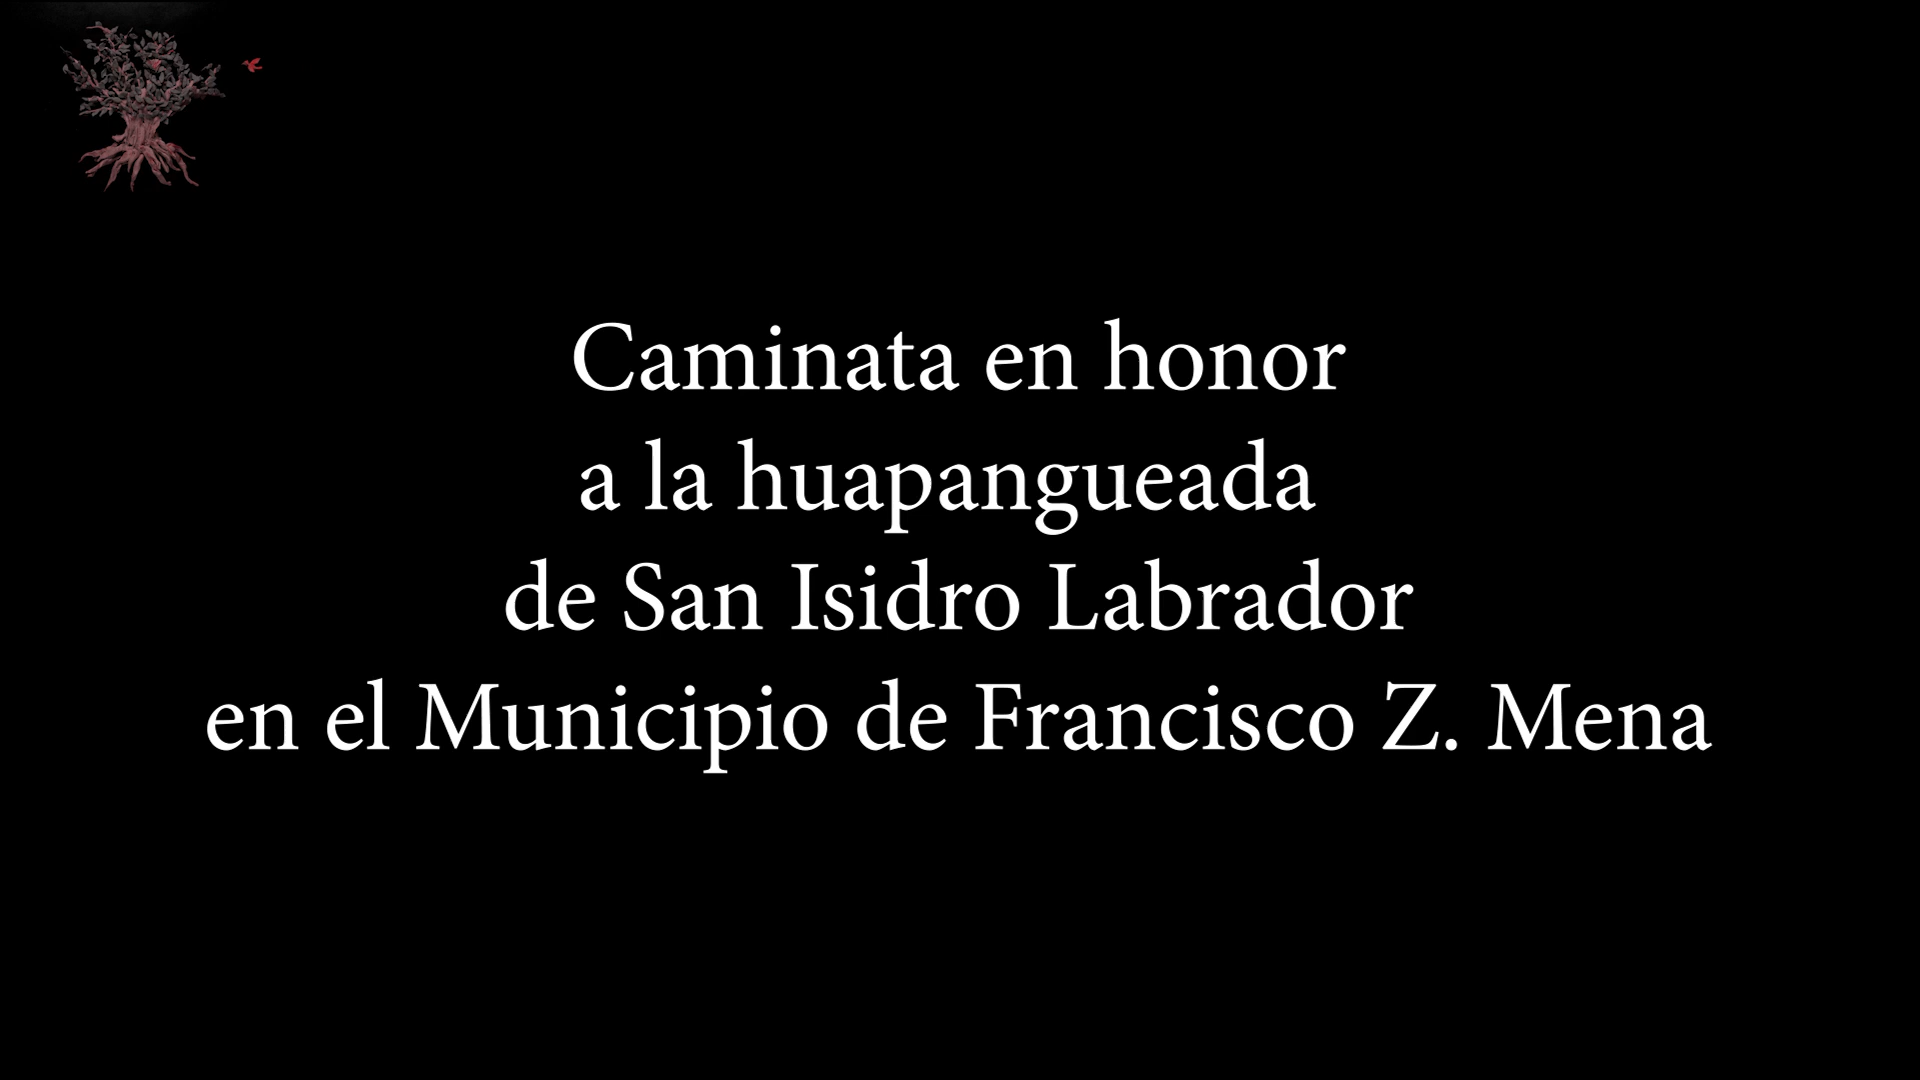 Caminata en honor
a la huapangueada
de San Isidro Labrador
en el Municipio de Francisco Z. Mena